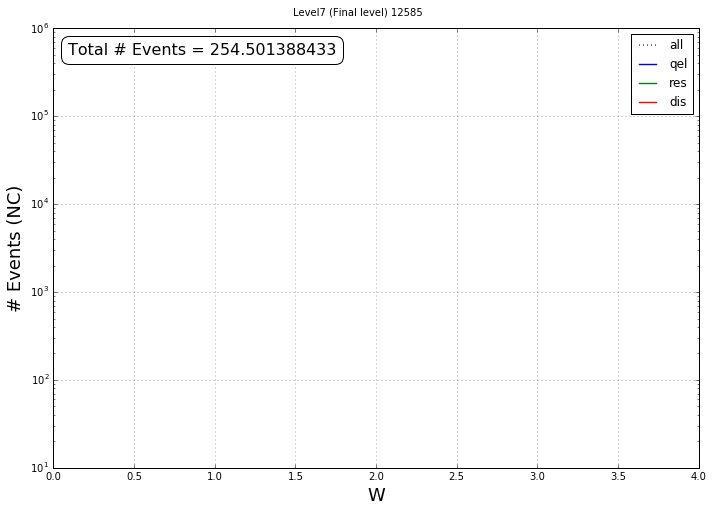 Level7 (Final level) 12585
Total # Events = 254.501388433
all
qel
res
dis
# Events (NC)
10^6
10^5
10^4
10^3
10^2
10^1
0.0 0.5 1.0 1.5 2.0 2.5 3.0 3.5 4.0
W